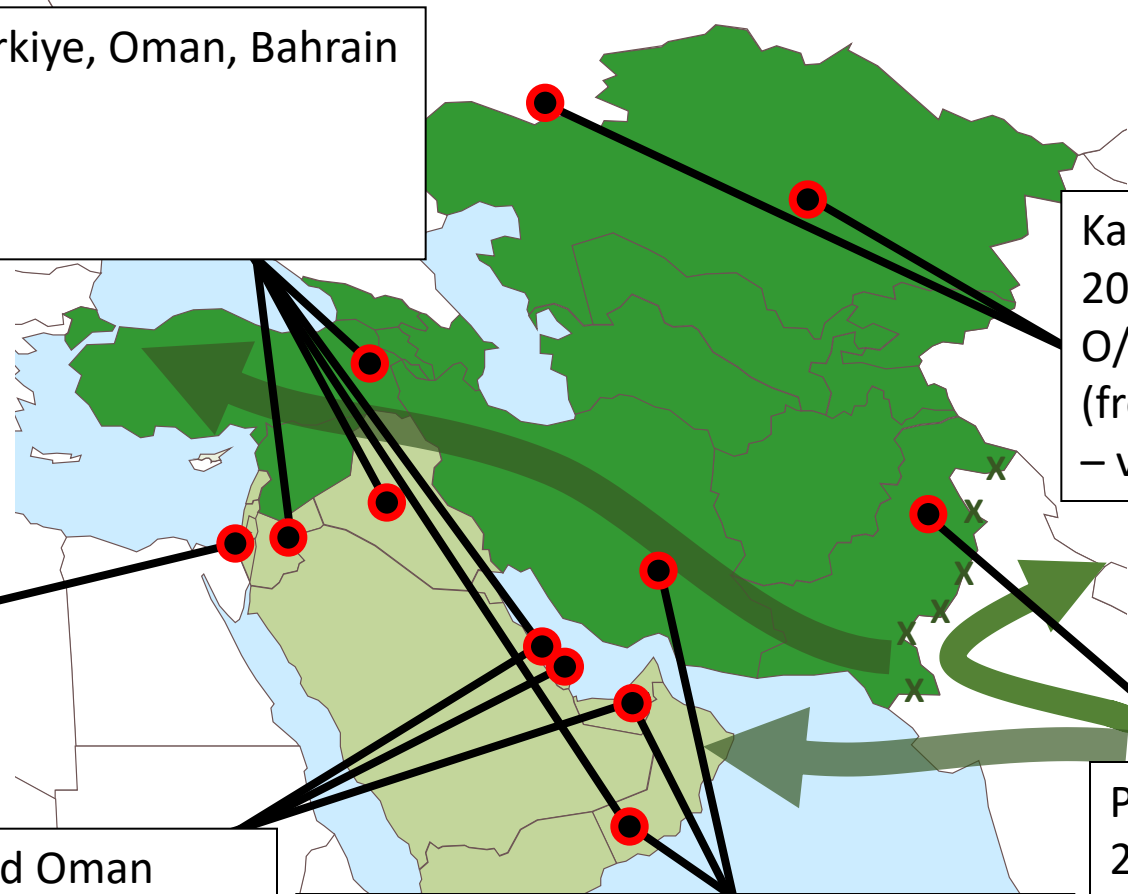 rkiye, Oman, Bahrain
Ka
20
O/
(fr
– v
X
X
X
X
X
X
d Oman
P
2